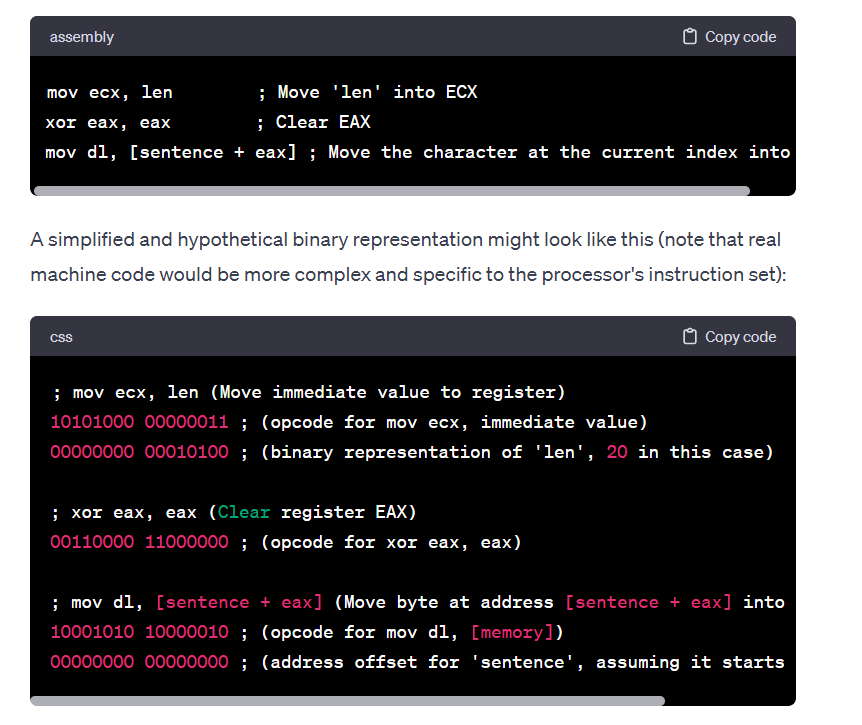 assembly Copy code
mov ecx, len ; Move 'len' into ECX
xor eax, eax ; Clear EAX
mov dl, [sentence + eax] ; Move the character at the current index into
A simplified and hypothetical binary representation might look like this (note that real
machine code would be more complex and specific to the processor's instruction set):
css Copy code
; mov ecx, len (Move immediate value to register)
10101000 00000011 ; (opcode for mov ecx, immediate value)
00000000 00010100 ; (binary representation of 'len', 20 in this case)
; xor eax, eax (Clear register EAX)
00110000 11000000 ; (opcode for xor eax, eax)
; mov dl, [sentence + eax] (Move byte at address [sentence + eax] into
10001010 10000010 ; (opcode for mov dl, [memory])
00000000 00000000 ; (address offset for 'sentence', assuming it starts